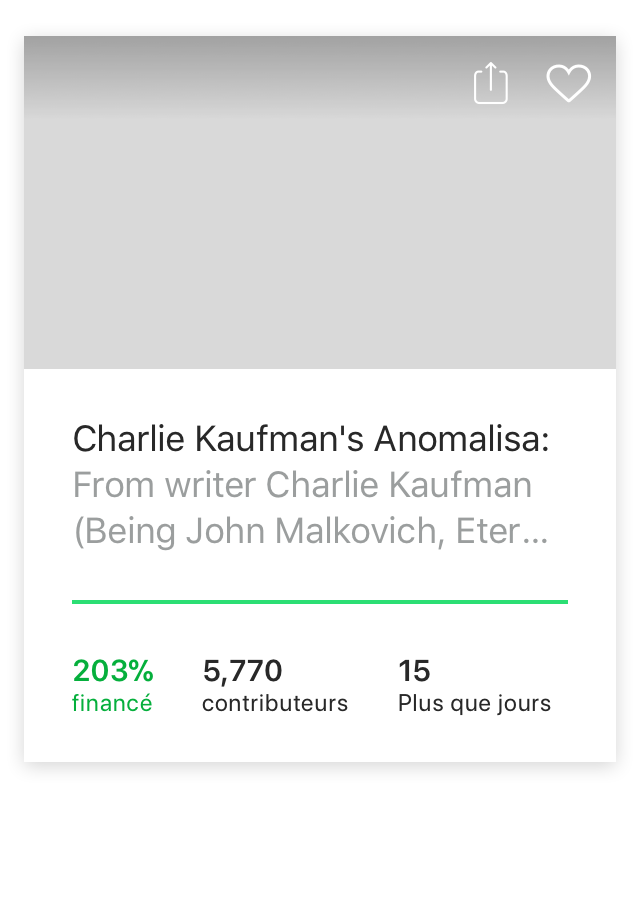 Charlie Kaufman's Anomalisa:
From writer Charlie Kaufman
(Being John Malkovich, Eter...
203% 5,770 15
financé contributeurs Plus que jours